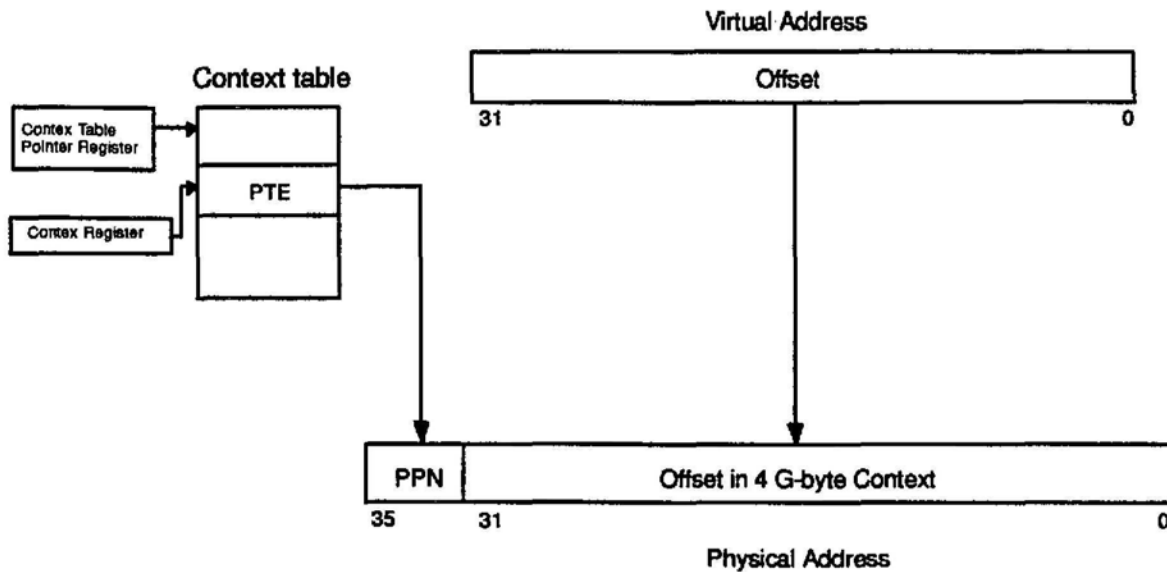 Virtual Address
Offset
31 0
Context table
Contex Table
Pointer Register
PTE
Contex Register
PPN Offset in 4 G-byte Context
35 31 0
Physical Address